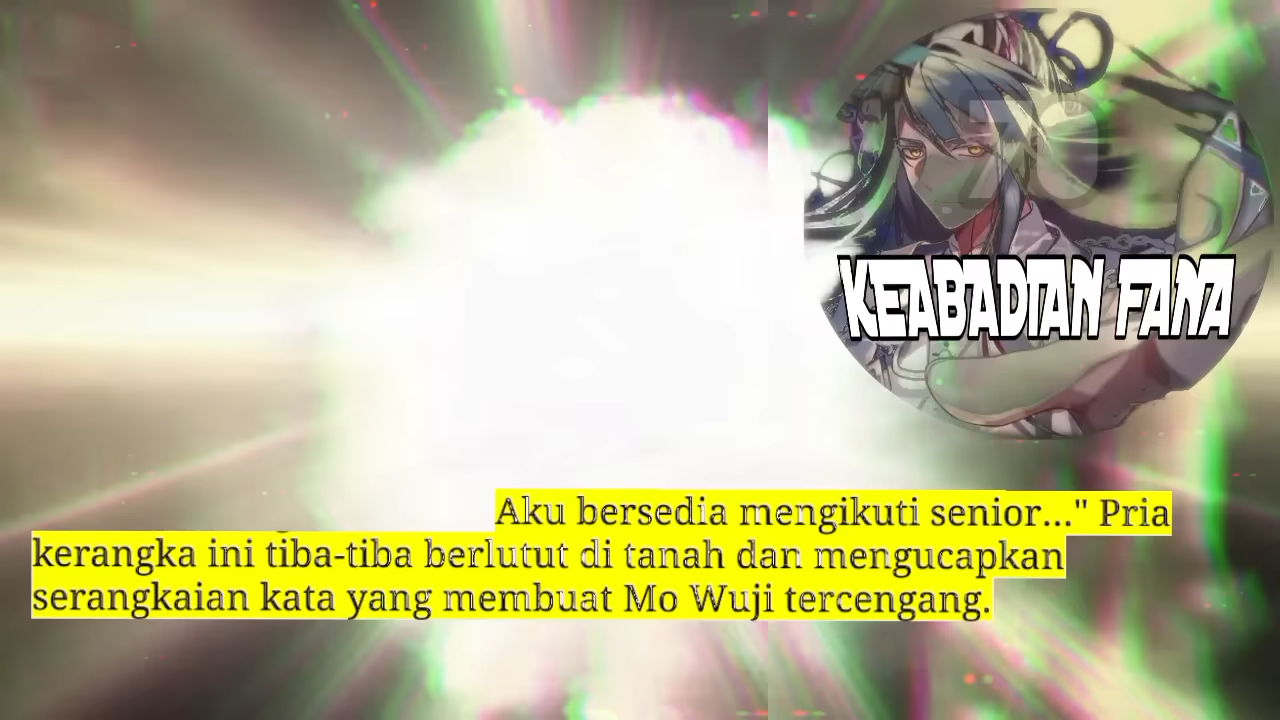 78
KEABADIAN FANA
Aku bersedia mengikuti senior..." Pria
kerangka ini tiba-tiba berlutut di tanah dan mengucapkan
serangkaian kata yang membuat Mo Wuji tercengang.